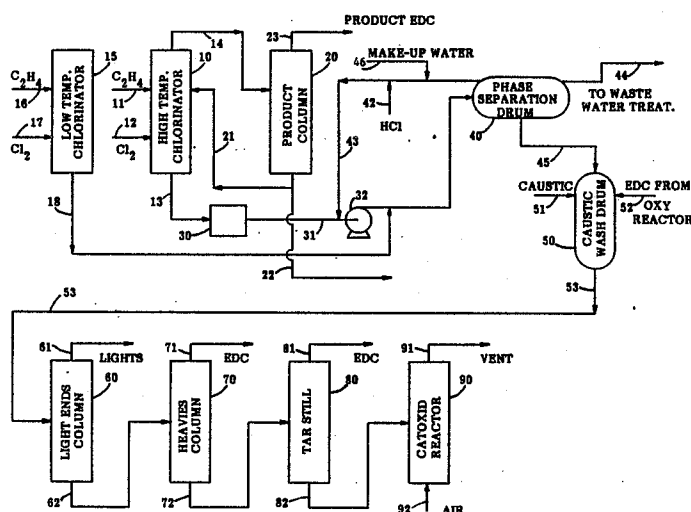 PRODUCT EDC
23
14
15
10
20
MAKE-UP WATER
46
44
TO WASTE
WATER TREAT.
C2H4
16
LOW TEMP.
CHLORINATOR
C2H4
11
HIGH TEMP.
CHLORINATOR
PRODUCT
COLUMN
42
HCl
PHASE
SEPARATION
DRUM
40
17
Cl2
12
Cl2
21
43
45
18
13
30
31
32
CAUSTIC
51
EDC FROM
52 OXY
REACTOR
CAUSTIC
WASH DRUM
50
22
53
53
61
LIGHTS
60
71
EDC
70
81
EDC
80
91
VENT
90
LIGHT ENDS
COLUMN
HEAVIES
COLUMN
TAR STILL
CATOXID
REACTOR
62
72
82
92
AIR